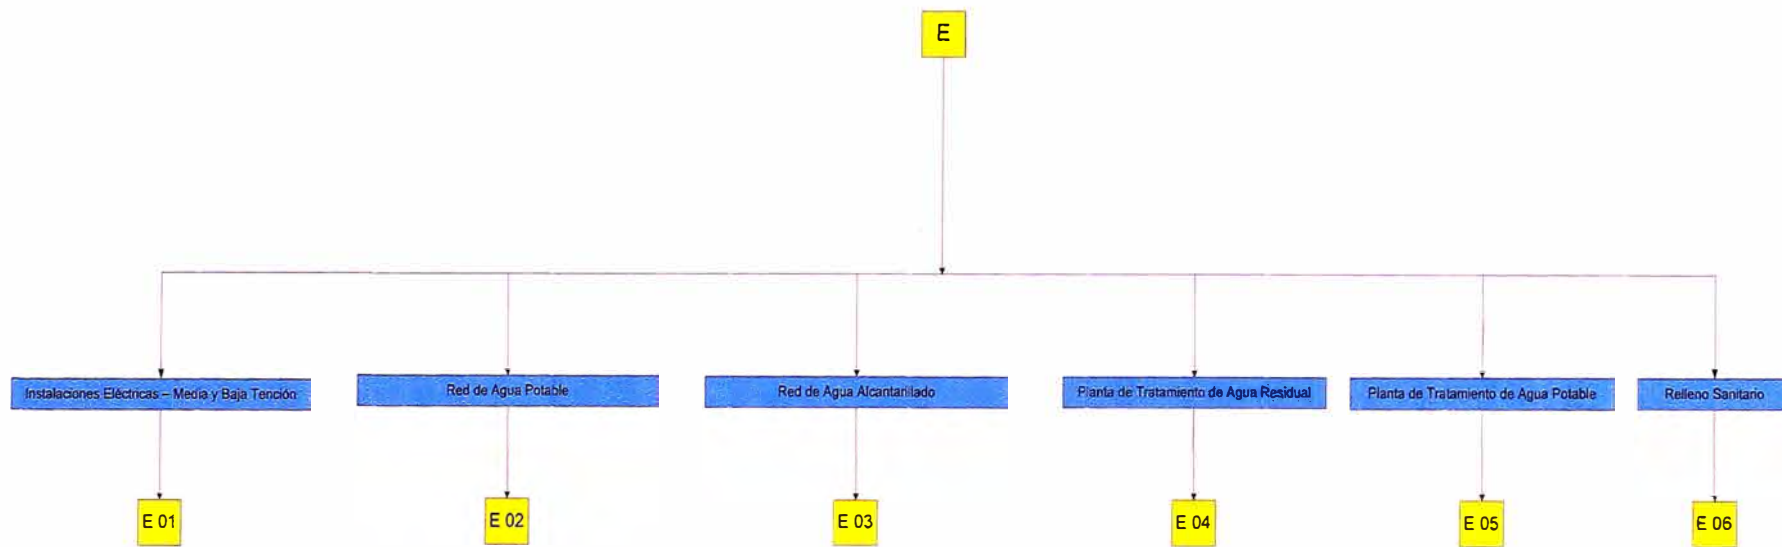 E
Instalaciones Eléctricas – Media y Baja Tención
Red de Agua Potable
Red de Agua Alcantarillado
Planta de Tratamiento de Agua Residual
Planta de Tratamiento de Agua Potable
Relleno Sanitario
E 01
E 02
E 03
E 04
E 05
E 06